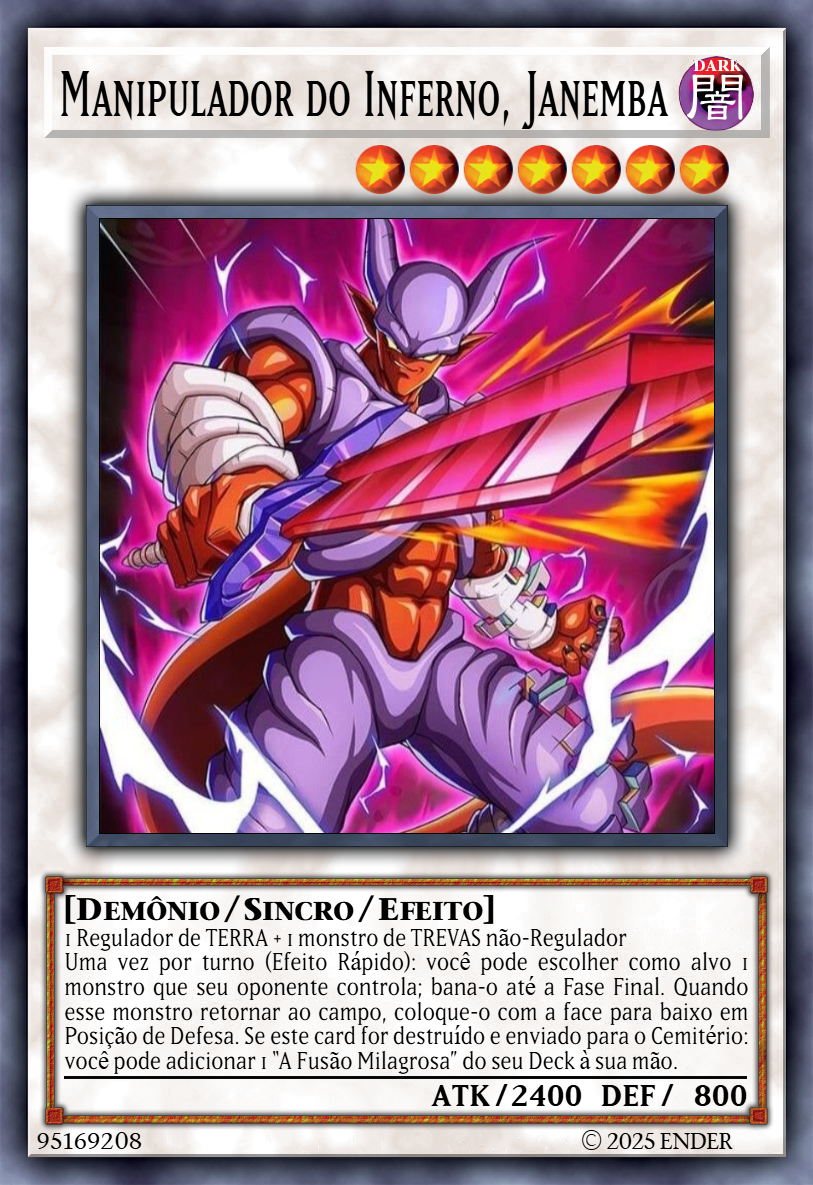 Manipulador do Inferno, Janemba
DARK
闇
[Demônio/Sincro/Efeito]
1 Regulador de TERRA + 1 monstro de TREVAS não-Regulador
Uma vez por turno (Efeito Rápido): você pode escolher como alvo 1
monstro que seu oponente controla; bana-o até a Fase Final. Quando
esse monstro retornar ao campo, coloque-o com a face para baixo em
Posição de Defesa. Se este card for destruído e enviado para o Cemitério:
você pode adicionar 1 "A Fusão Milagrosa" do seu Deck à sua mão.
ATK/2400 DEF/ 800
95169208
© 2025 ENDER